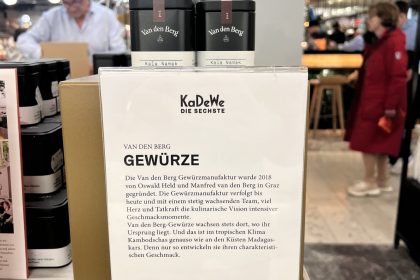 Van den Berg
Kala Namak
Van den Berg
Kala Namak
KaDeWe
DIE SECHSTE
VAN DEN BERG
GEWÜRZE
Die Van den Berg Gewürzmanufaktur wurde 2018
von Oswald Held und Manfred van den Berg in Graz
gegründet. Die Gewürzmanufaktur verfolgt bis
heute und mit einem stetig wachsenden Team, viel
Herz und Tatkraft die kulinarische Vision intensiver
Geschmacksmomente.
Van den Berg-Gewürze wachsen stets dort, wo ihr
Ursprung liegt. Und das ist im tropischen Klima
Kambodschas genauso wie an den Küsten Madagas-
kars. Denn nur so entwickeln sie ihren charakteristi-
schen Geschmack.